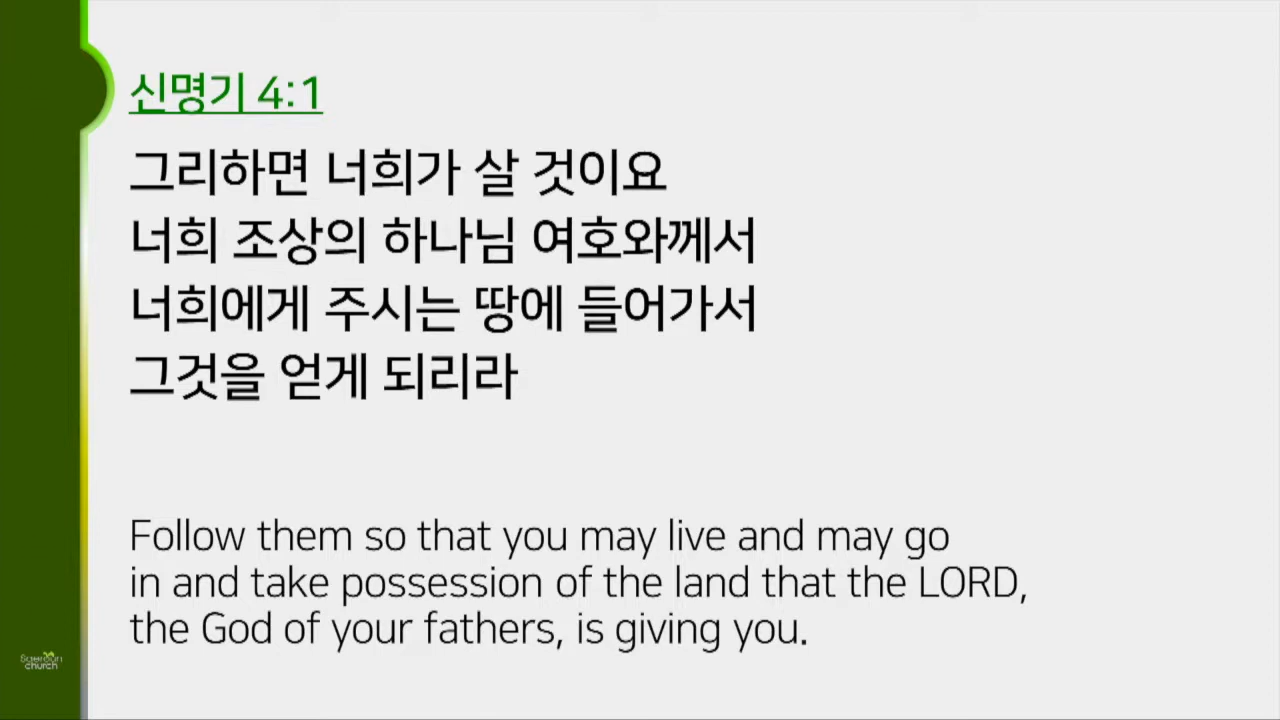 신명기 4:1
그리하면 너희가 살 것이요
너희 조상의 하나님 여호와께서
너희에게 주시는 땅에 들어가서
그것을 얻게 되리라
Follow them so that you may live and may go
in and take possession of the land that the LORD,
the God of your fathers, is giving you.
church